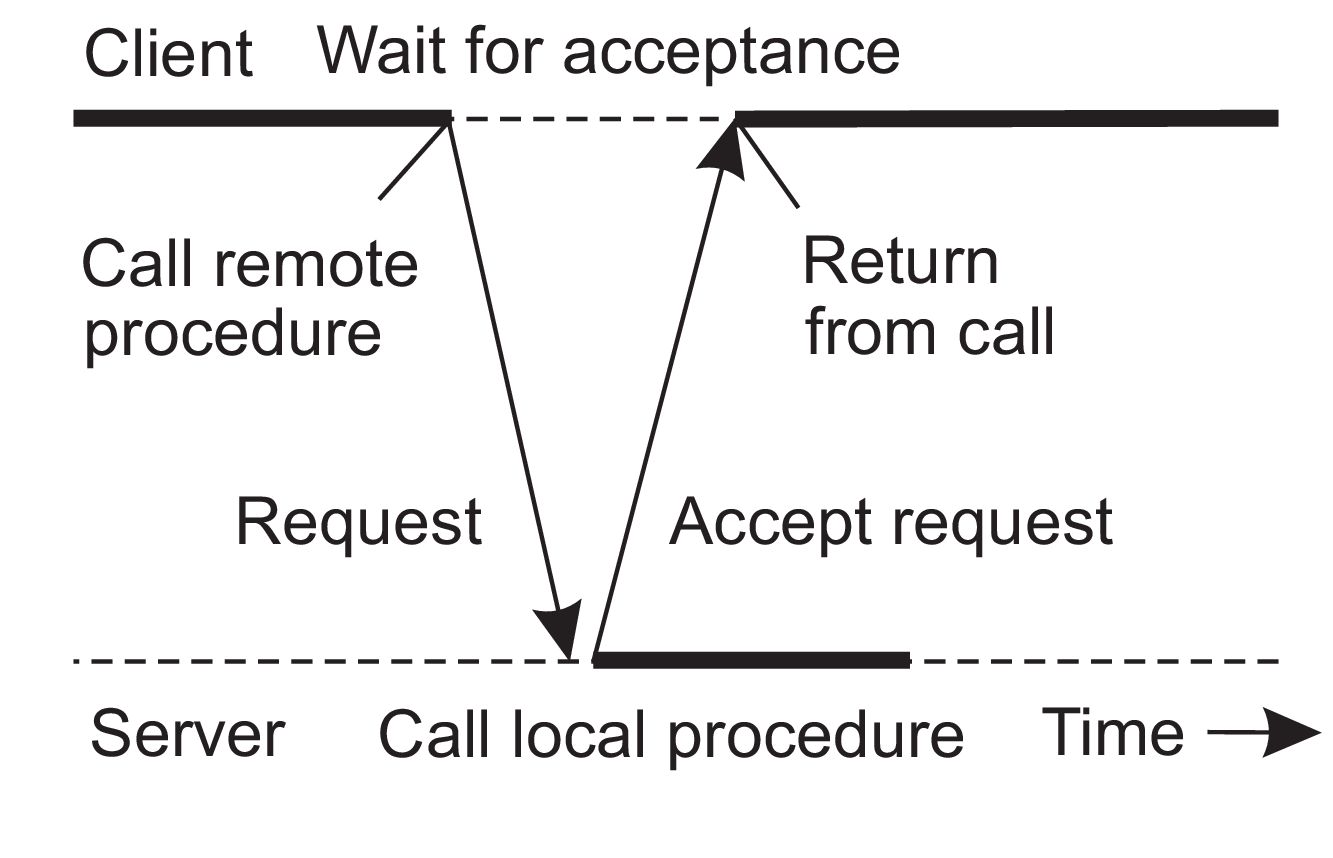 Client
Wait for acceptance
Call remote
procedure
Return
from call
Request
Accept request
Server
Call local procedure
Time